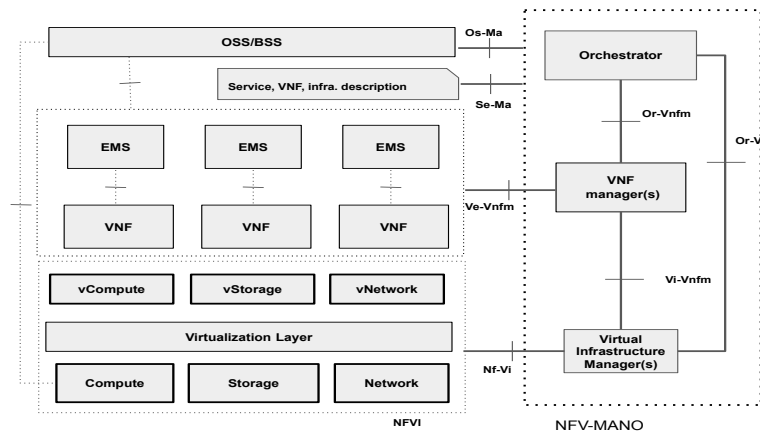 OSS/BSS
Os-Ma
Orchestrator
Service, VNF, infra. description
Se-Ma
Or-Vnfm
EMS
EMS
EMS
Or-V
VNF
manager(s)
Ve-Vnfm
VNF
VNF
VNF
vCompute
vStorage
vNetwork
Vi-Vnfm
Virtualization Layer
Virtual
Infrastructure
Manager(s)
Nf-Vi
Compute
Storage
Network
NFVI
NFV-MANO